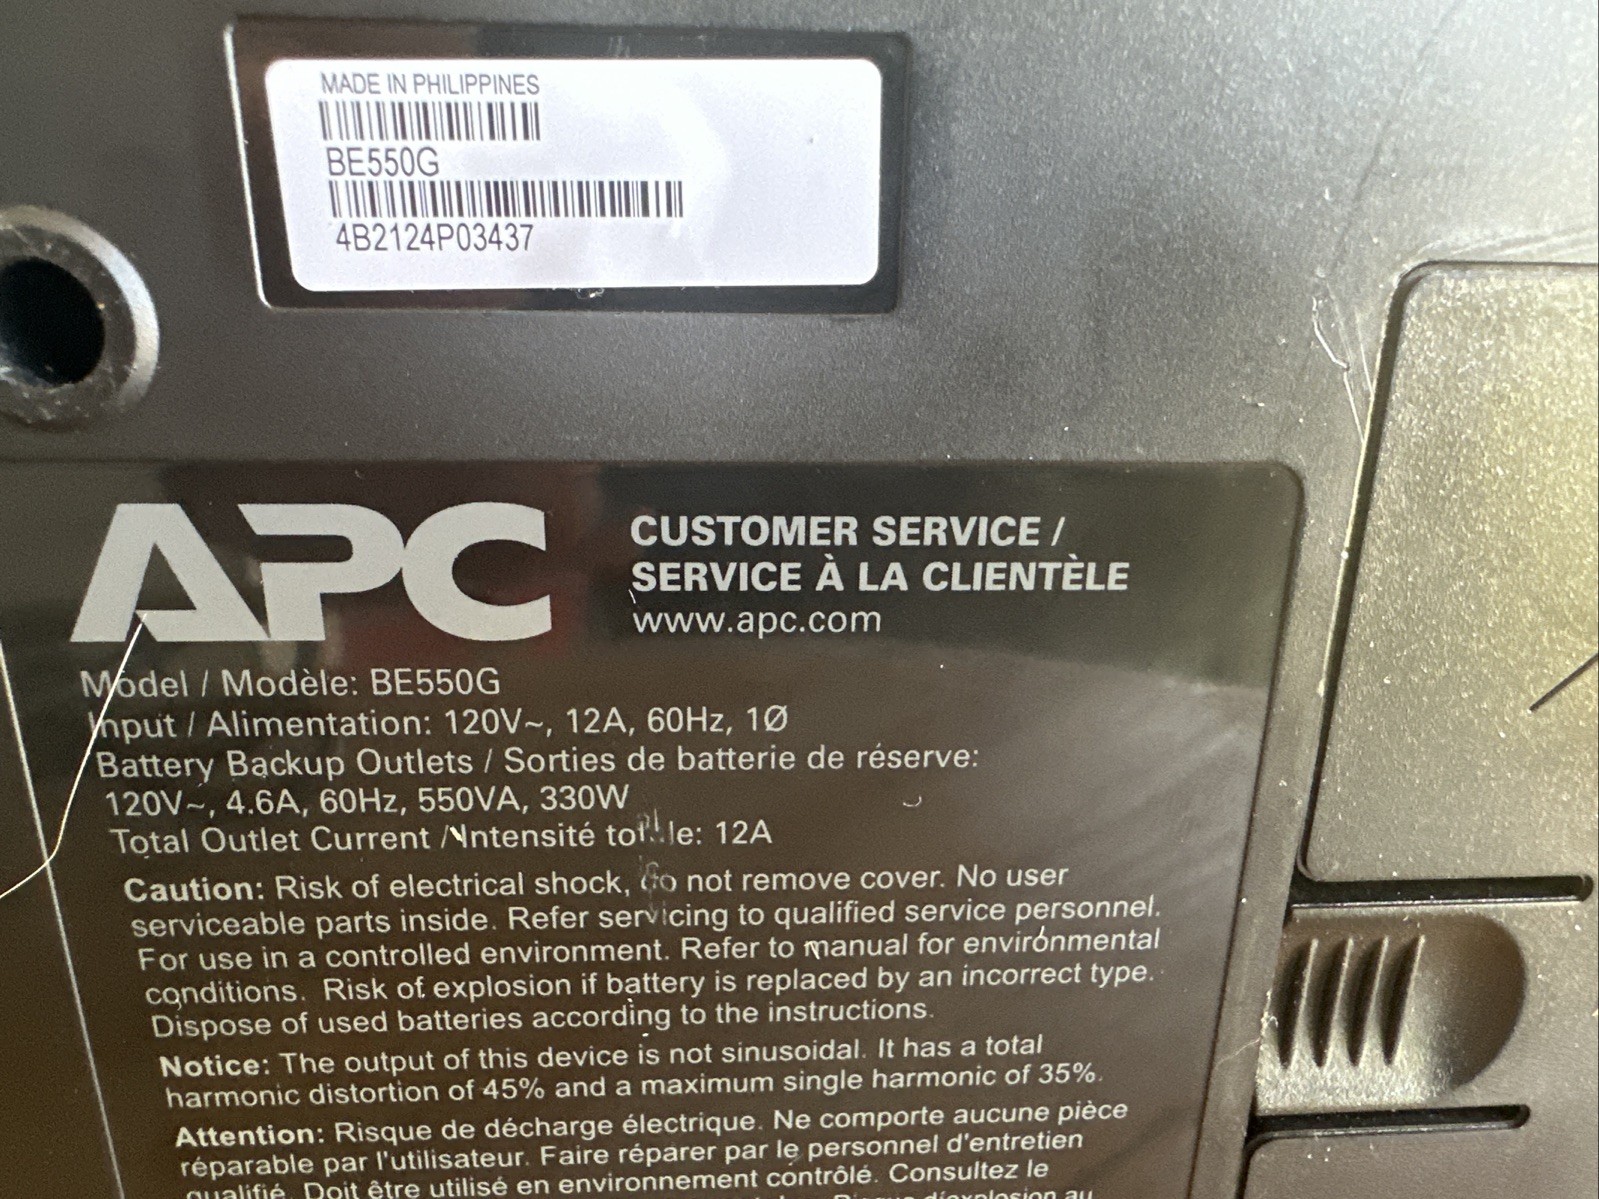 MADE IN PHILIPPINES
BE550G
4B2124P03437
APC
CUSTOMER SERVICE /
SERVICE À LA CLIENTÈLE
www.apc.com
Model / Modèle: BE550G
Input / Alimentation: 120V~, 12A, 60Hz, 1Ø
Battery Backup Outlets / Sorties de batterie de réserve:
120V~, 4.6A, 60Hz, 550VA, 330W
Total Outlet Current / Intensité totale: 12A
Caution: Risk of electrical shock, do not remove cover. No user
serviceable parts inside. Refer servicing to qualified service personnel.
For use in a controlled environment. Refer to manual for environmental
conditions. Risk of explosion if battery is replaced by an incorrect type.
Dispose of used batteries according to the instructions.
Notice: The output of this device is not sinusoidal. It has a total
harmonic distortion of 45% and a maximum single harmonic of 35%.
Attention: Risque de décharge électrique. Ne comporte aucune pièce
réparable par l'utilisateur. Faire réparer par le personnel d'entretien
qualifié. Doit être utilisé en environnement contrôlé. Consultez le
d'explosion au